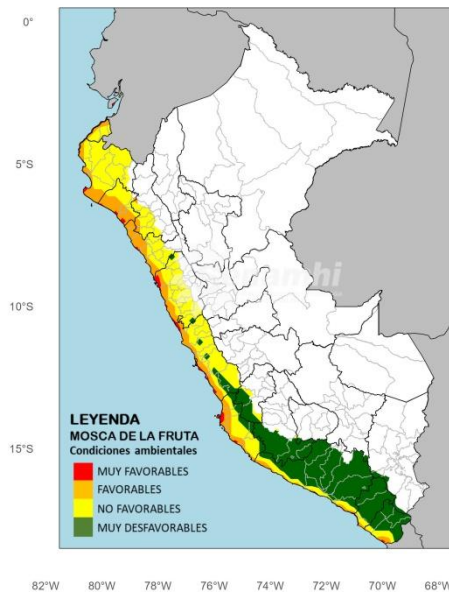 0°
5°S
10°S
15°S
LEYENDA
MOSCA DE LA FRUTA
Condiciones ambientales
MUY FAVORABLES
FAVORABLES
NO FAVORABLES
MUY DESFAVORABLES
82°W 80°W 78°W 76°W 74°W 72°W 70°W 68°W